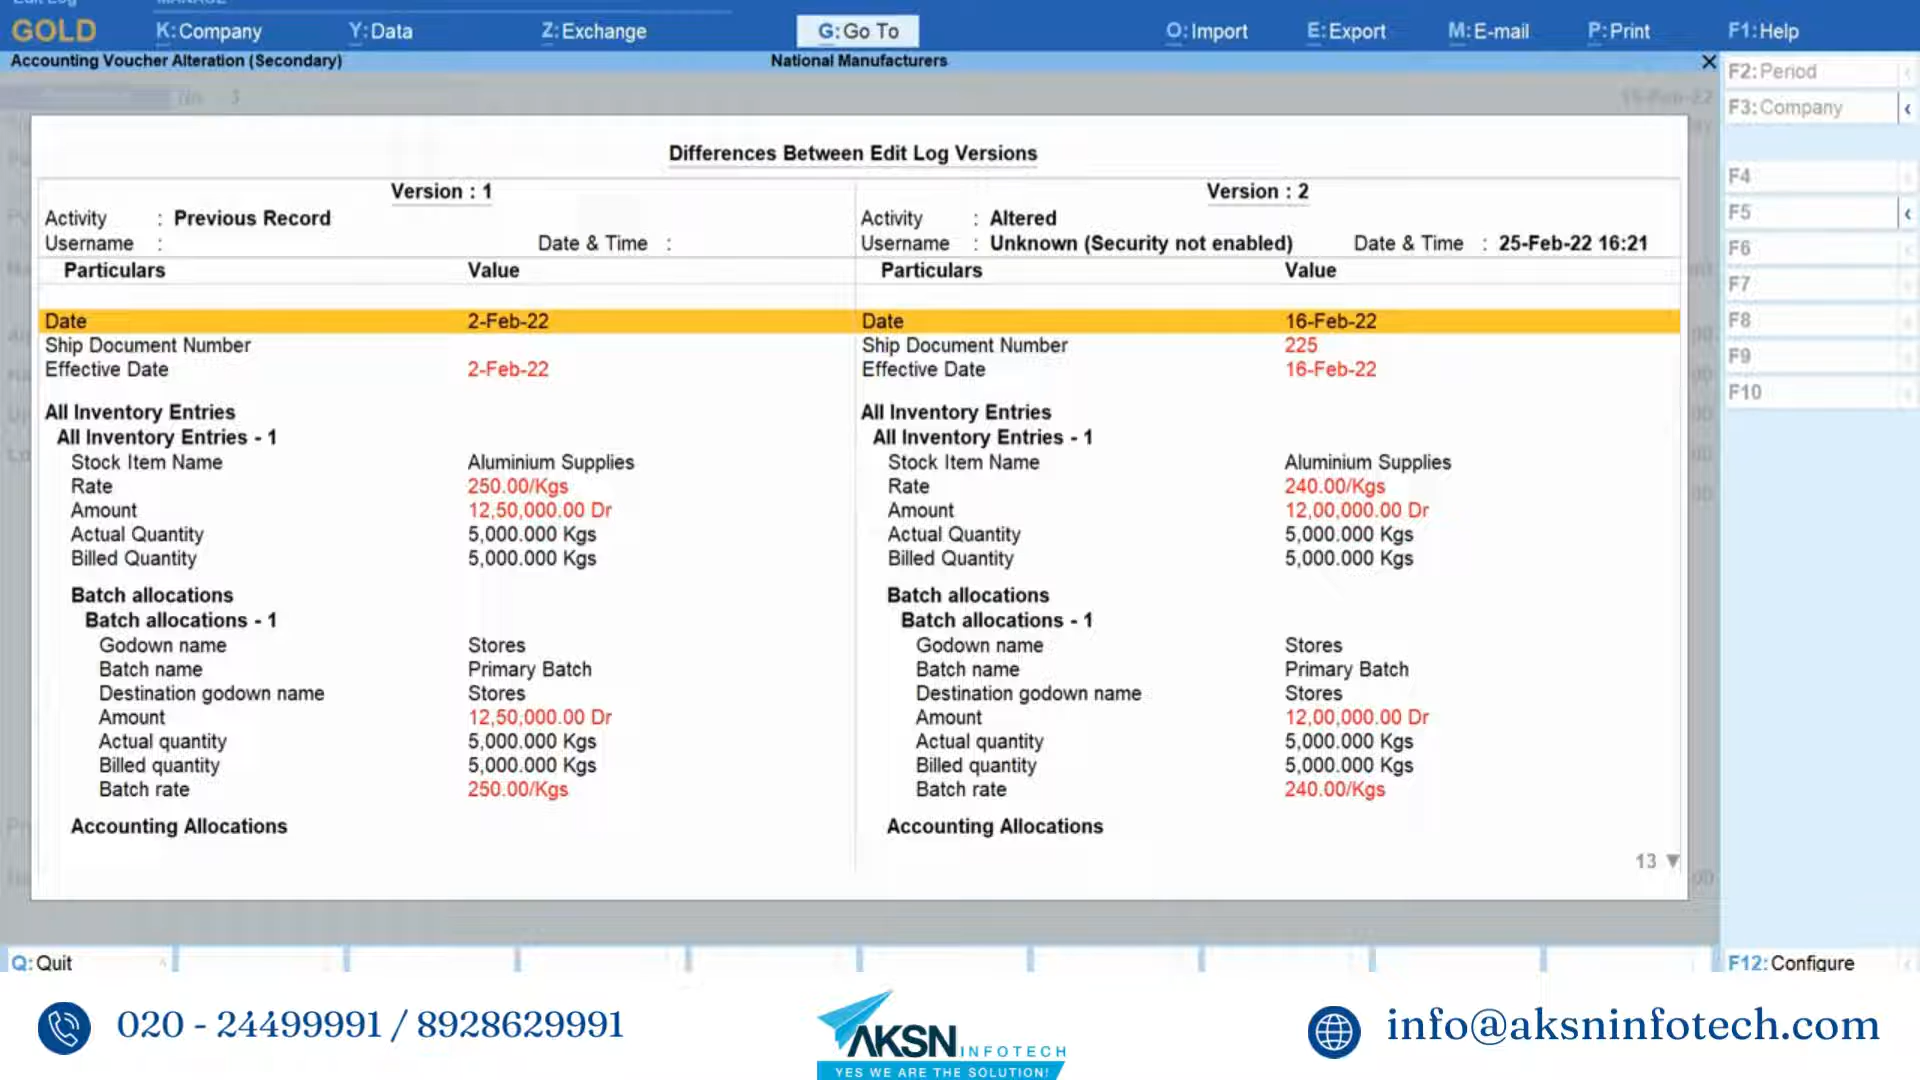 GOLD
K:Company Y:Data Z:Exchange G:Go To O:Import E:Export M:E-mail P:Print F1:Help
Accounting Voucher Alteration (Secondary) National Manufacturers
F2:Period
F3:Company
F4
F5
F6
F7
F8
F9
F10
Differences Between Edit Log Versions
Version : 1 Version : 2
Activity : Previous Record Activity : Altered
Username : Date & Time : Username : Unknown (Security not enabled) Date & Time : 25-Feb-22 16:21
Particulars Value Particulars Value
Date 2-Feb-22 Date 16-Feb-22
Ship Document Number Ship Document Number 225
Effective Date 2-Feb-22 Effective Date 16-Feb-22
All Inventory Entries All Inventory Entries
All Inventory Entries - 1 All Inventory Entries - 1
Stock Item Name Aluminium Supplies Stock Item Name Aluminium Supplies
Rate 250.00/Kgs Rate 240.00/Kgs
Amount 12,50,000.00 Dr Amount 12,00,000.00 Dr
Actual Quantity 5,000.000 Kgs Actual Quantity 5,000.000 Kgs
Billed Quantity 5,000.000 Kgs Billed Quantity 5,000.000 Kgs
Batch allocations Batch allocations
Batch allocations - 1 Batch allocations - 1
Godown name Stores Godown name Stores
Batch name Primary Batch Batch name Primary Batch
Destination godown name Stores Destination godown name Stores
Amount 12,50,000.00 Dr Amount 12,00,000.00 Dr
Actual quantity 5,000.000 Kgs Actual quantity 5,000.000 Kgs
Billed quantity 5,000.000 Kgs Billed quantity 5,000.000 Kgs
Batch rate 250.00/Kgs Batch rate 240.00/Kgs
Accounting Allocations Accounting Allocations
13 ▼
Q:Quit F12:Configure
020 - 24499991 / 8928629991
AKSN INFOTECH
YES WE ARE THE SOLUTION!
info@aksninfotech.com